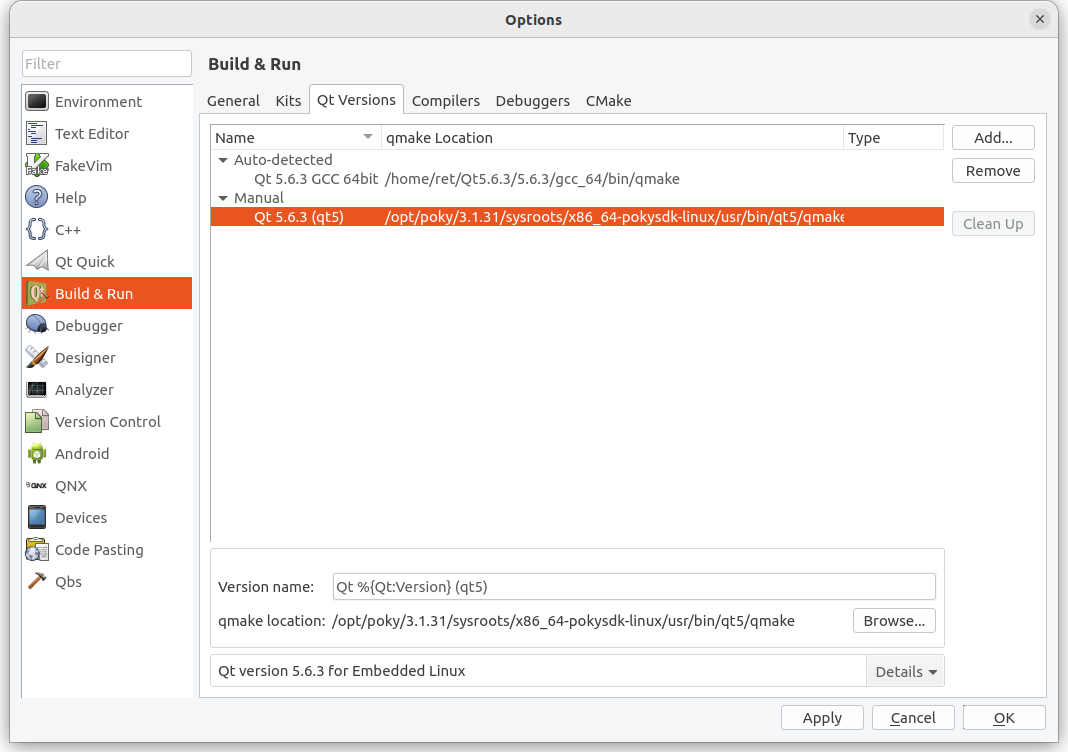 Options
Filter
Environment
Text Editor
FakeVim
Help
C++
Qt Quick
Build & Run
Debugger
Designer
Analyzer
Version Control
Android
QNX
Devices
Code Pasting
Qbs
Build & Run
General Kits Qt Versions Compilers Debuggers CMake
Name qmake Location Type
Auto-detected
Qt 5.6.3 GCC 64bit /home/ret/Qt5.6.3/5.6.3/gcc_64/bin/qmake
Manual
Qt 5.6.3 (qt5) /opt/poky/3.1.31/sysroots/x86_64-pokysdk-linux/usr/bin/qt5/qmake
Add...
Remove
Clean Up
Version name: Qt %{Qt:Version} (qt5)
qmake location: /opt/poky/3.1.31/sysroots/x86_64-pokysdk-linux/usr/bin/qt5/qmake Browse...
Qt version 5.6.3 for Embedded Linux Details
Apply Cancel OK